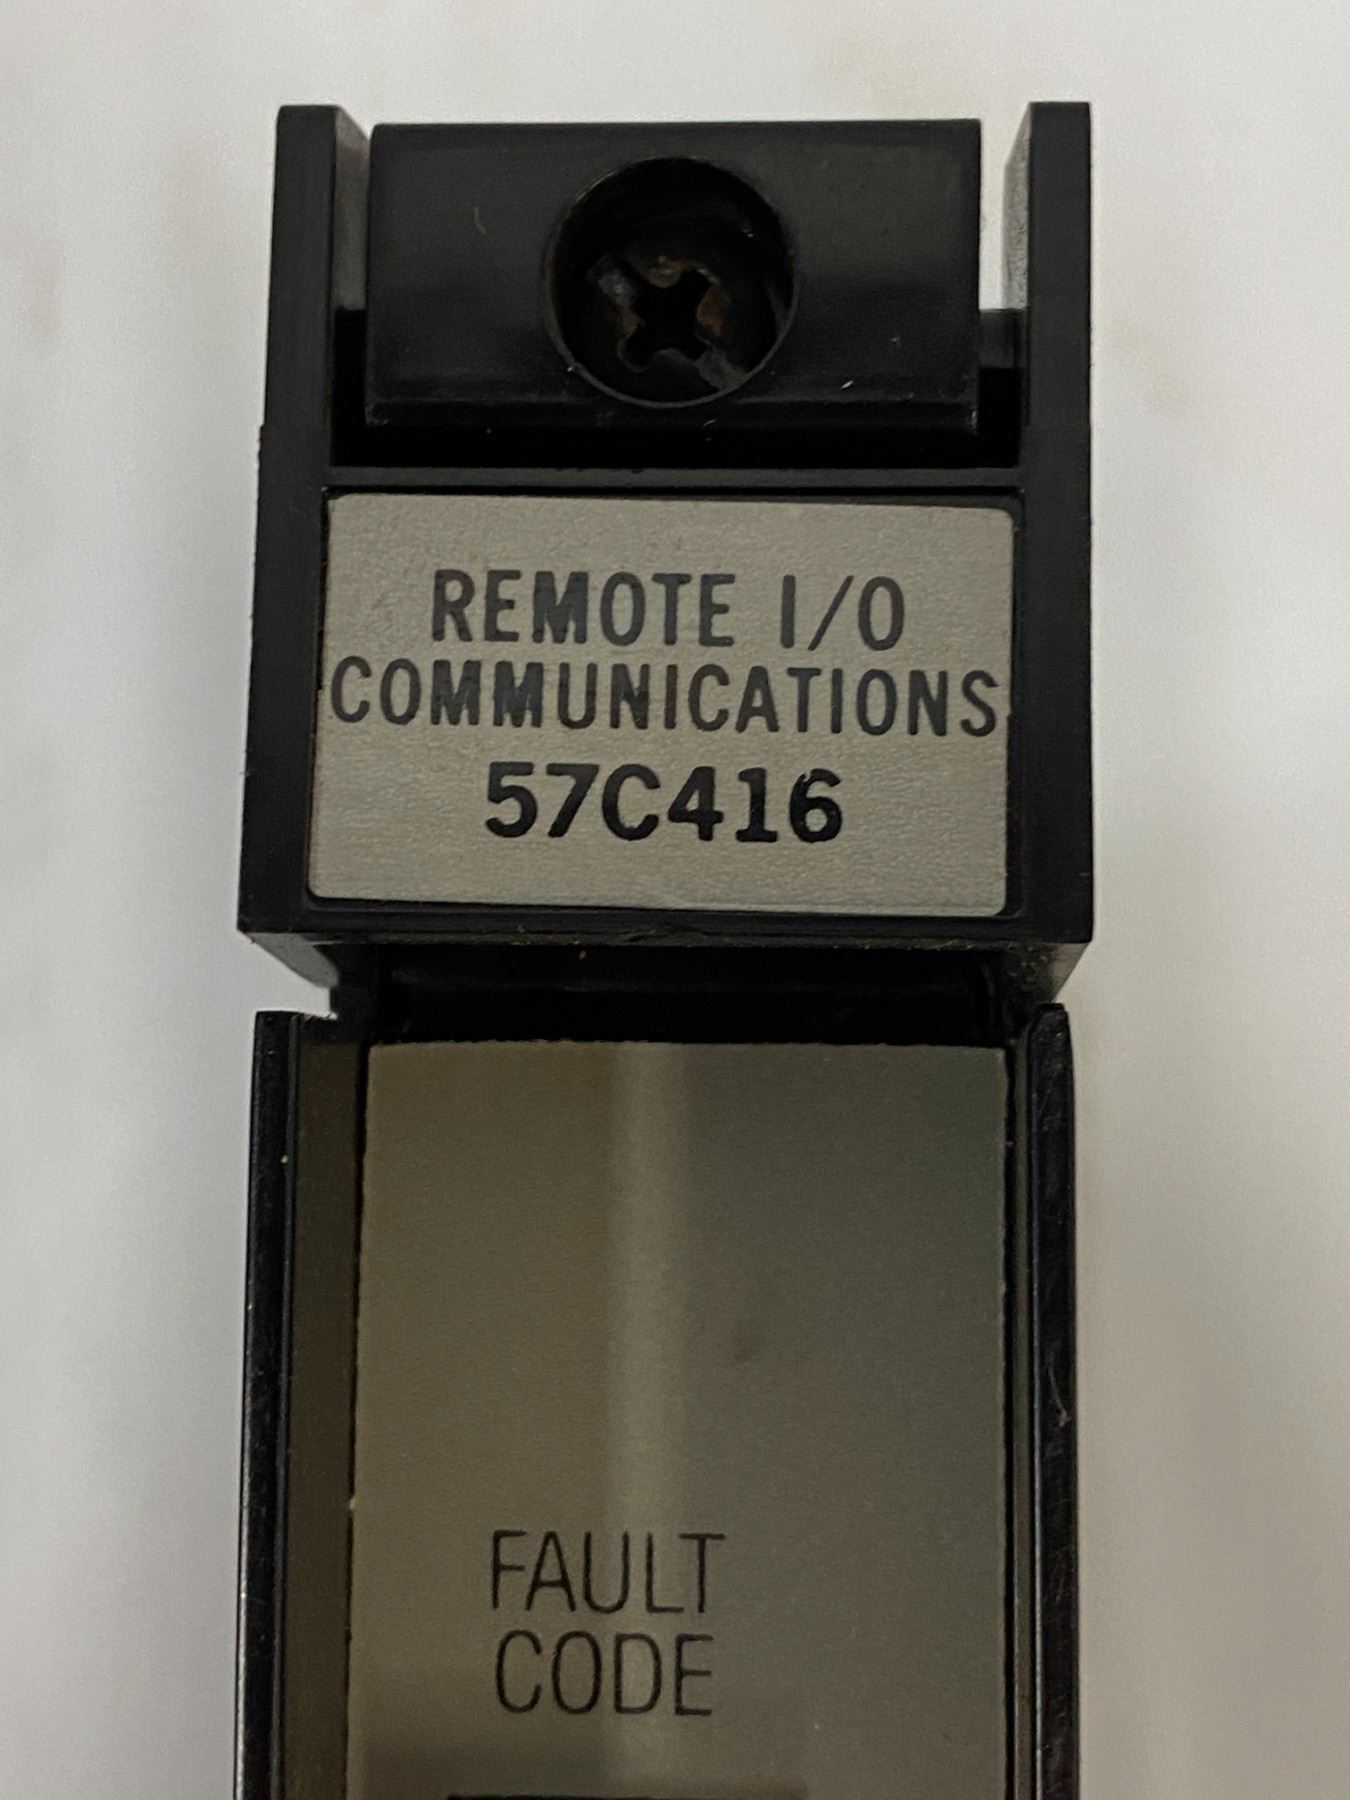 REMOTE I/O
COMMUNICATIONS
57C416
FAULT
CODE